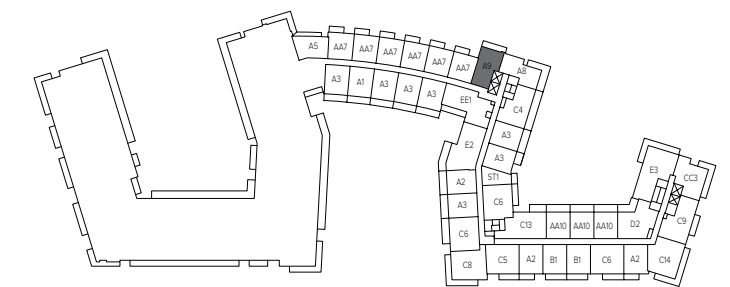 A5 AA7 AA7 AA7 AA7 AA7 AA7 A9 A8
A3 A1 A3 A3 A3 EE1 C4
A3
E2 A3
A2 ST1
A3 C6
C6
C8
E3 CC3
C9
C13 AA10 AA10 AA10 D2
C5 A2 B1 B1 C6 A2 C14